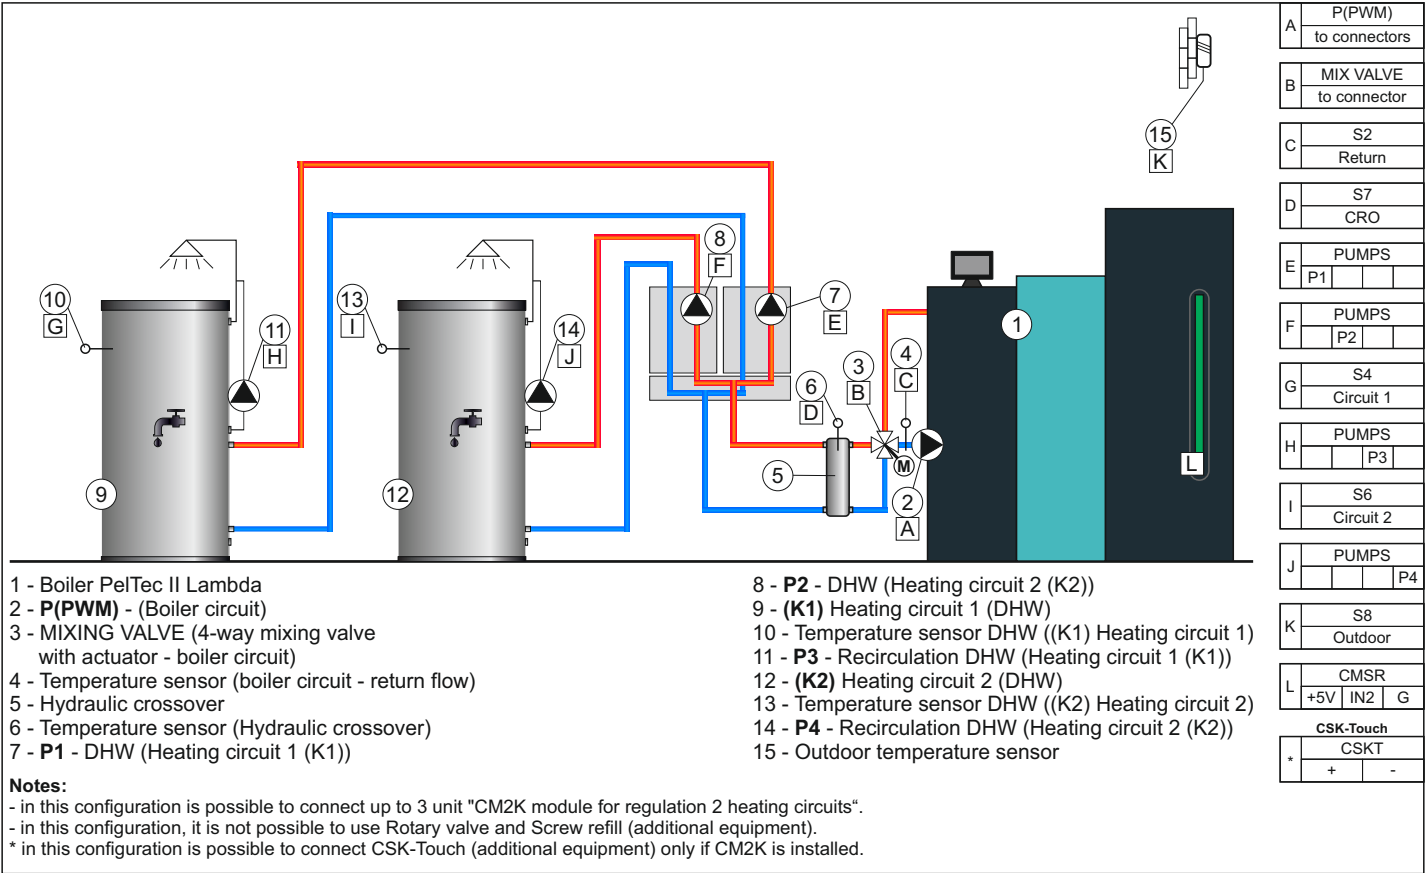 15
K
8
F
10
G
13
I
7
E
11
H
14
J
1
3
B
4
C
6
D
M
5
L
9
12
2
A
1 - Boiler PelTec II Lambda
2 - P(PWM) - (Boiler circuit)
3 - MIXING VALVE (4-way mixing valve
with actuator - boiler circuit)
4 - Temperature sensor (boiler circuit - return flow)
5 - Hydraulic crossover
6 - Temperature sensor (Hydraulic crossover)
7 - P1 - DHW (Heating circuit 1 (K1))
8 - P2 - DHW (Heating circuit 2 (K2))
9 - (K1) Heating circuit 1 (DHW)
10 - Temperature sensor DHW ((K1) Heating circuit 1)
11 - P3 - Recirculation DHW (Heating circuit 1 (K1))
12 - (K2) Heating circuit 2 (DHW)
13 - Temperature sensor DHW ((K2) Heating circuit 2)
14 - P4 - Recirculation DHW (Heating circuit 2 (K2))
15 - Outdoor temperature sensor
Notes:
- in this configuration is possible to connect up to 3 unit "CM2K module for regulation 2 heating circuits“.
- in this configuration, it is not possible to use Rotary valve and Screw refill (additional equipment).
* in this configuration is possible to connect CSK-Touch (additional equipment) only if CM2K is installed.
A
P(PWM)
to connectors
B
MIX VALVE
to connector
C
S2
Return
D
S7
CRO
E
PUMPS
P1
F
PUMPS
P2
G
S4
Circuit 1
H
PUMPS
P3
I
S6
Circuit 2
J
PUMPS
P4
K
S8
Outdoor
L
CMSR
+5V IN2 G
CSK-Touch
*
CSKT
+ -